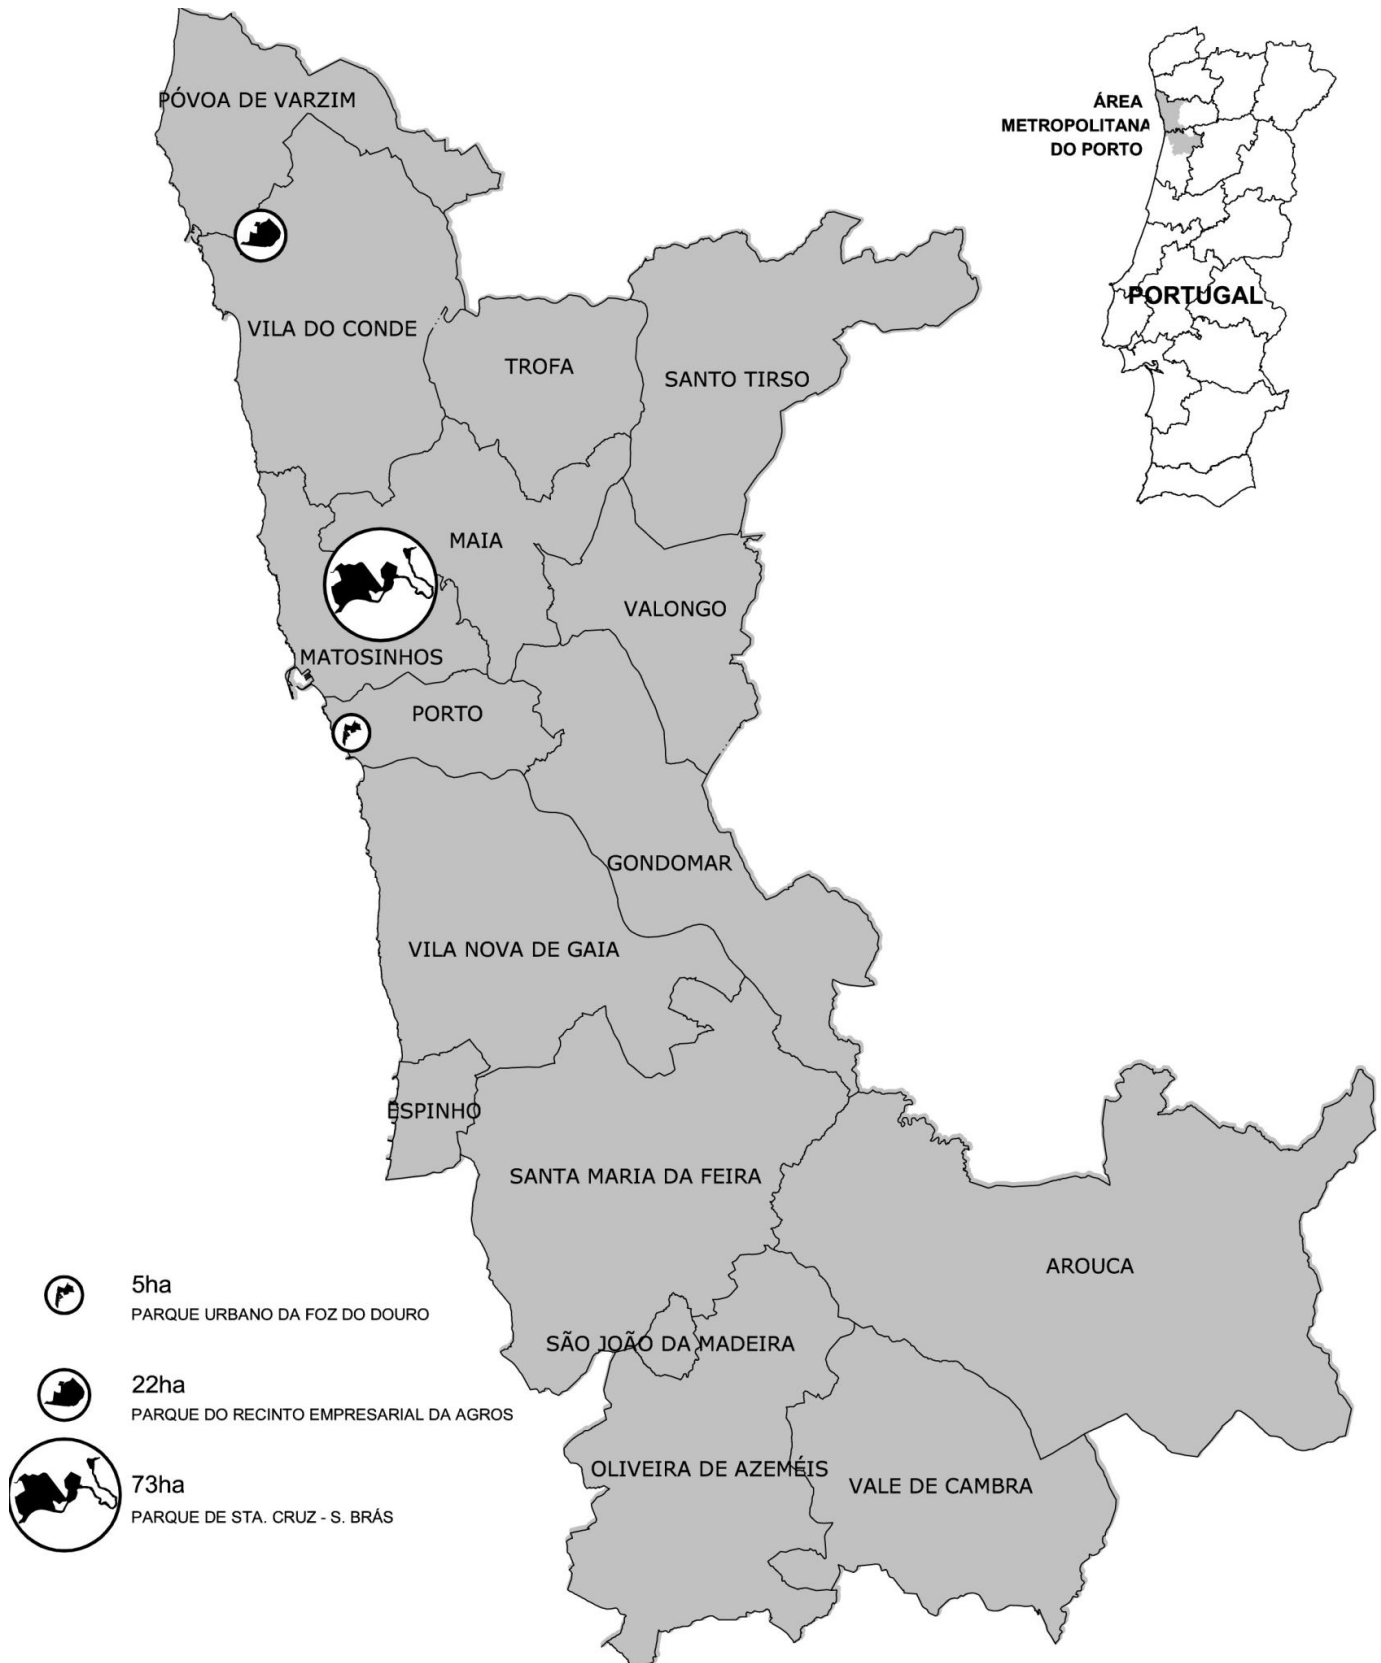 PÓVOA DE VARZIM
ÁREA
METROPOLITANA
DO PORTO
PORTUGAL
VILA DO CONDE
TROFA
SANTO TIRSO
MAIA
VALONGO
MATOSINHOS
PORTO
GONDOMAR
VILA NOVA DE GAIA
ESPINHO
SANTA MARIA DA FEIRA
AROUCA
SÃO JOÃO DA MADEIRA
OLIVEIRA DE AZEMÉIS
VALE DE CAMBRA
5ha
PARQUE URBANO DA FOZ DO DOURO
22ha
PARQUE DO RECINTO EMPRESARIAL DA AGROS
73ha
PARQUE DE STA. CRUZ - S. BRÁS